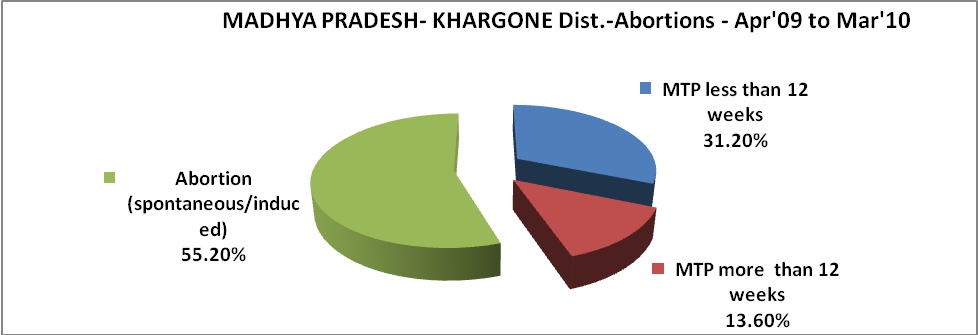 MADHYA PRADESH- KHARGONE Dist.-Abortions - Apr'09 to Mar'10
MTP less than 12
weeks
31.20%
Abortion
(spontaneous/induc
ed)
55.20%
MTP more than 12
weeks
13.60%